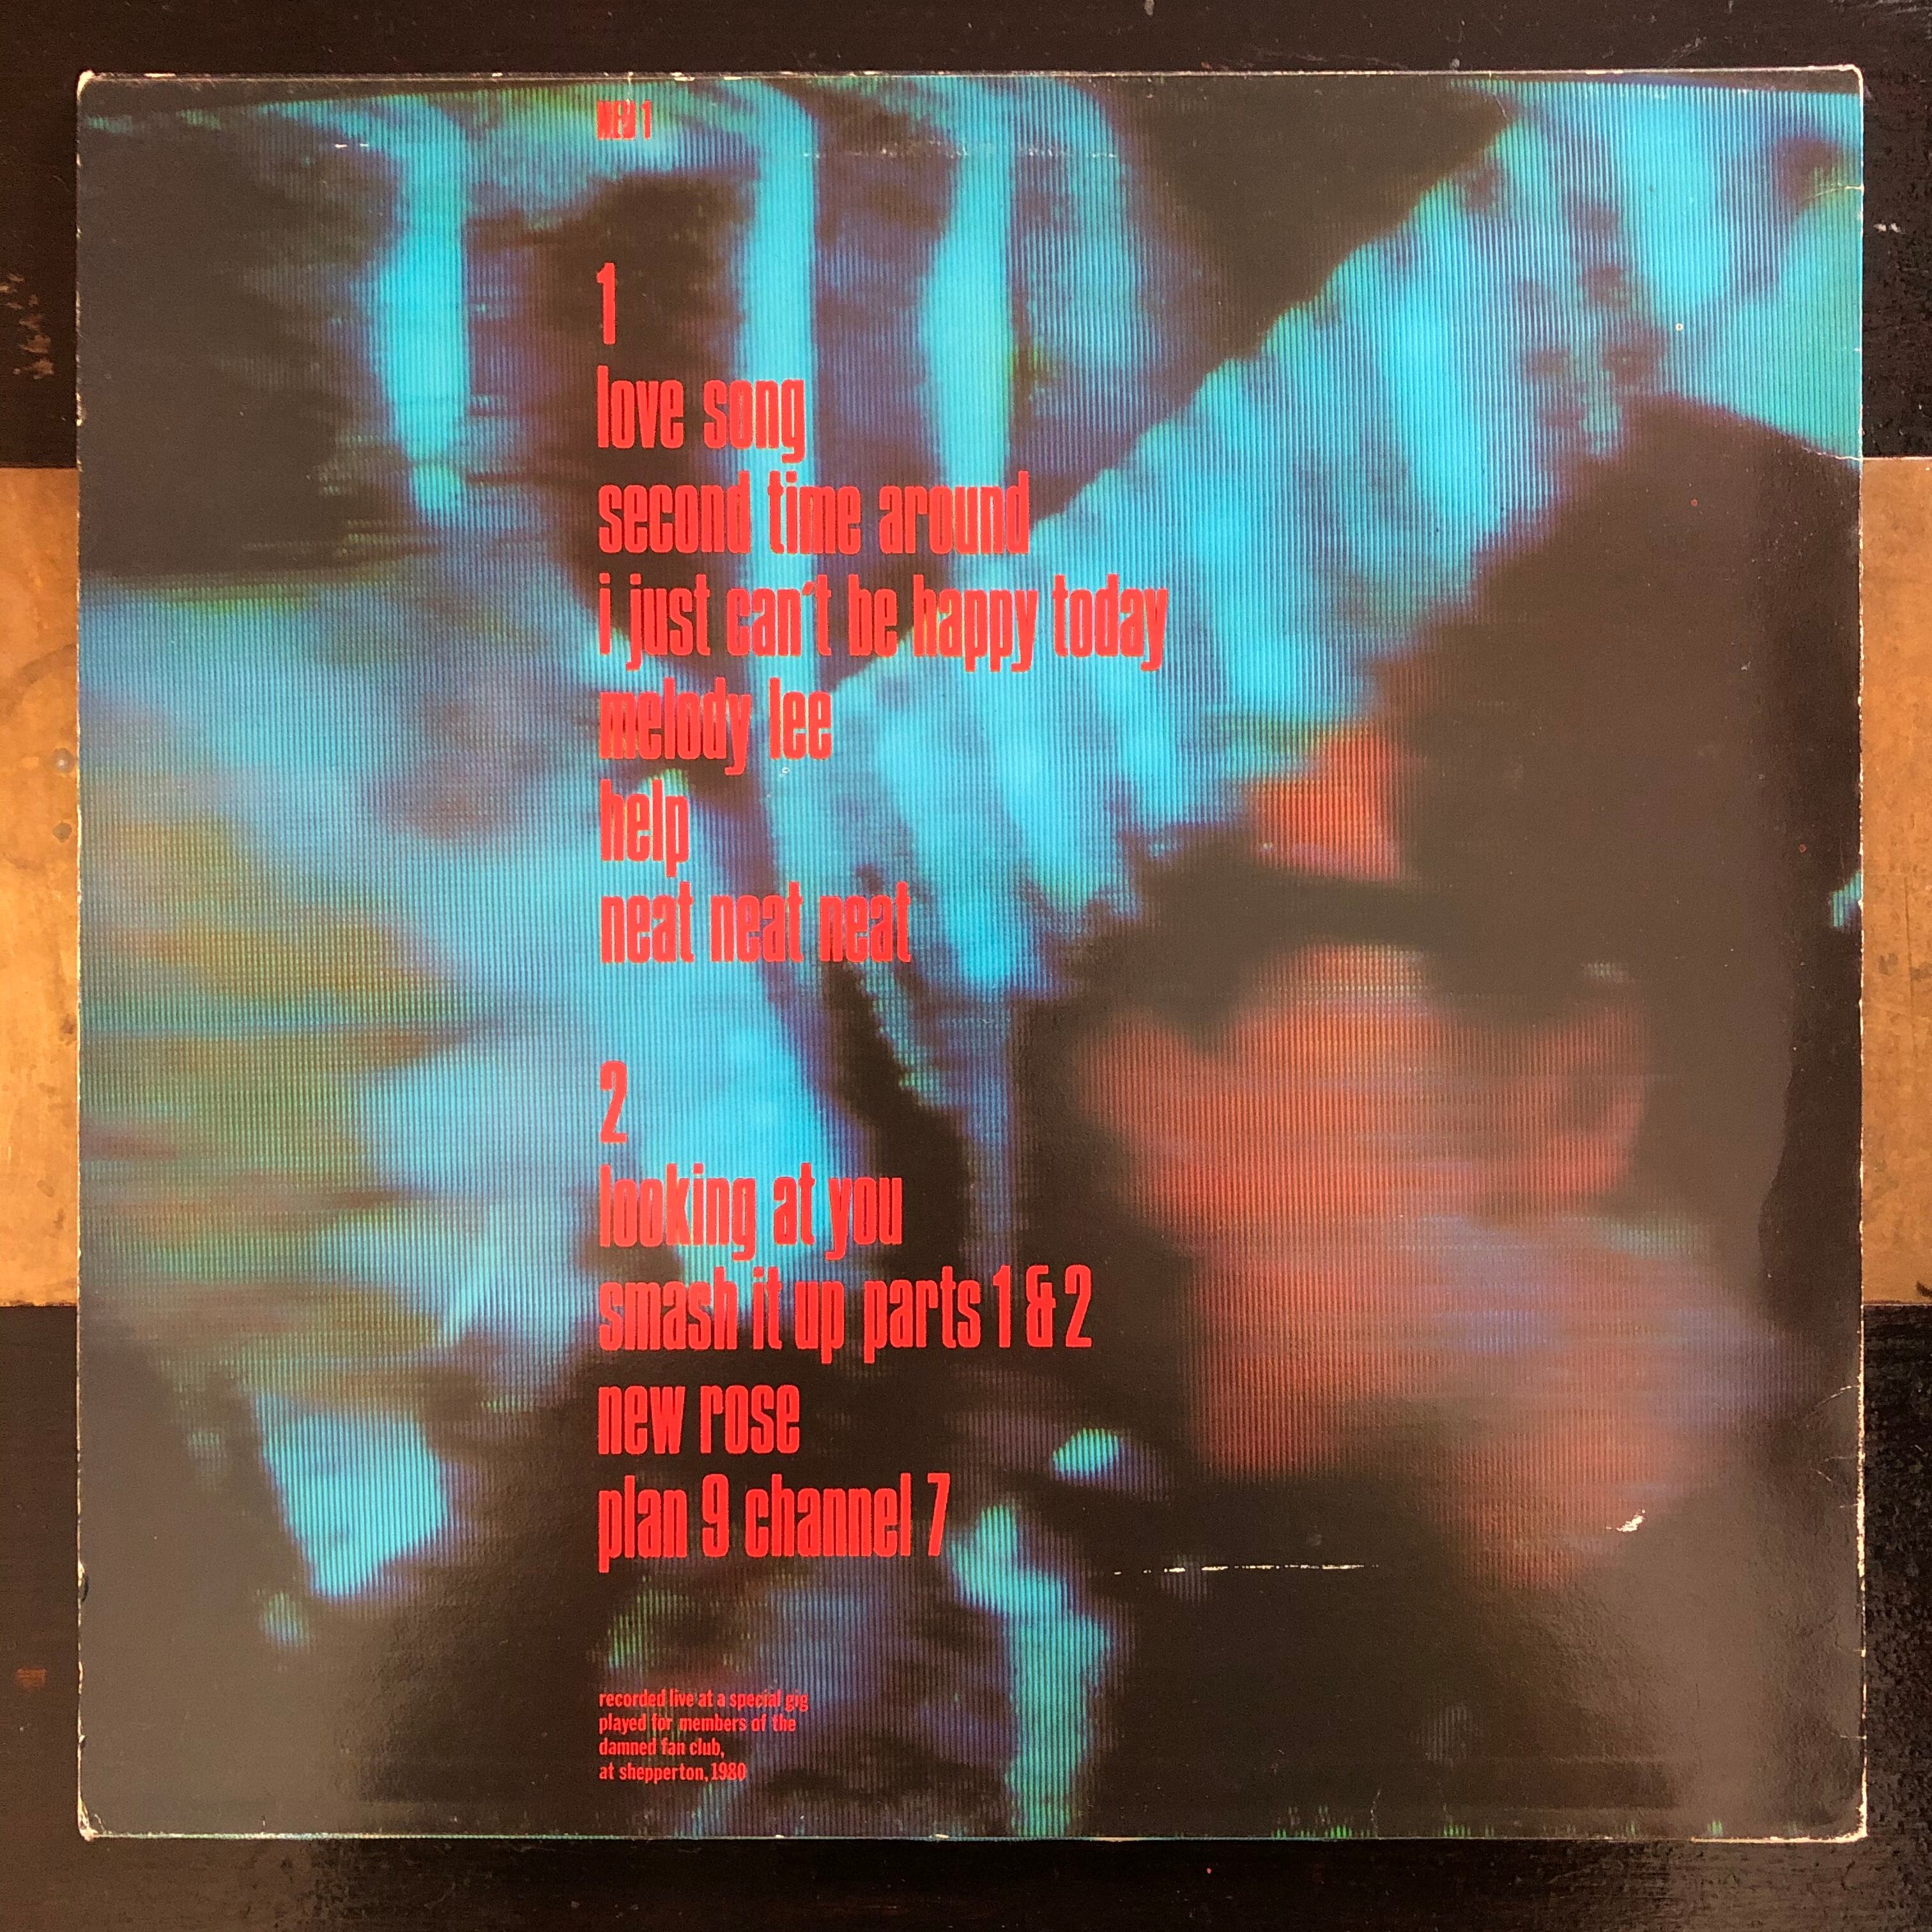 NED 1
1
love song
second time around
i just can't be happy today
melody lee
help
neat neat neat
2
looking at you
smash it up parts 1 & 2
new rose
plan 9 channel 7
recorded live at a special gig
played for members of the
damned fan club,
at shepperton, 1980